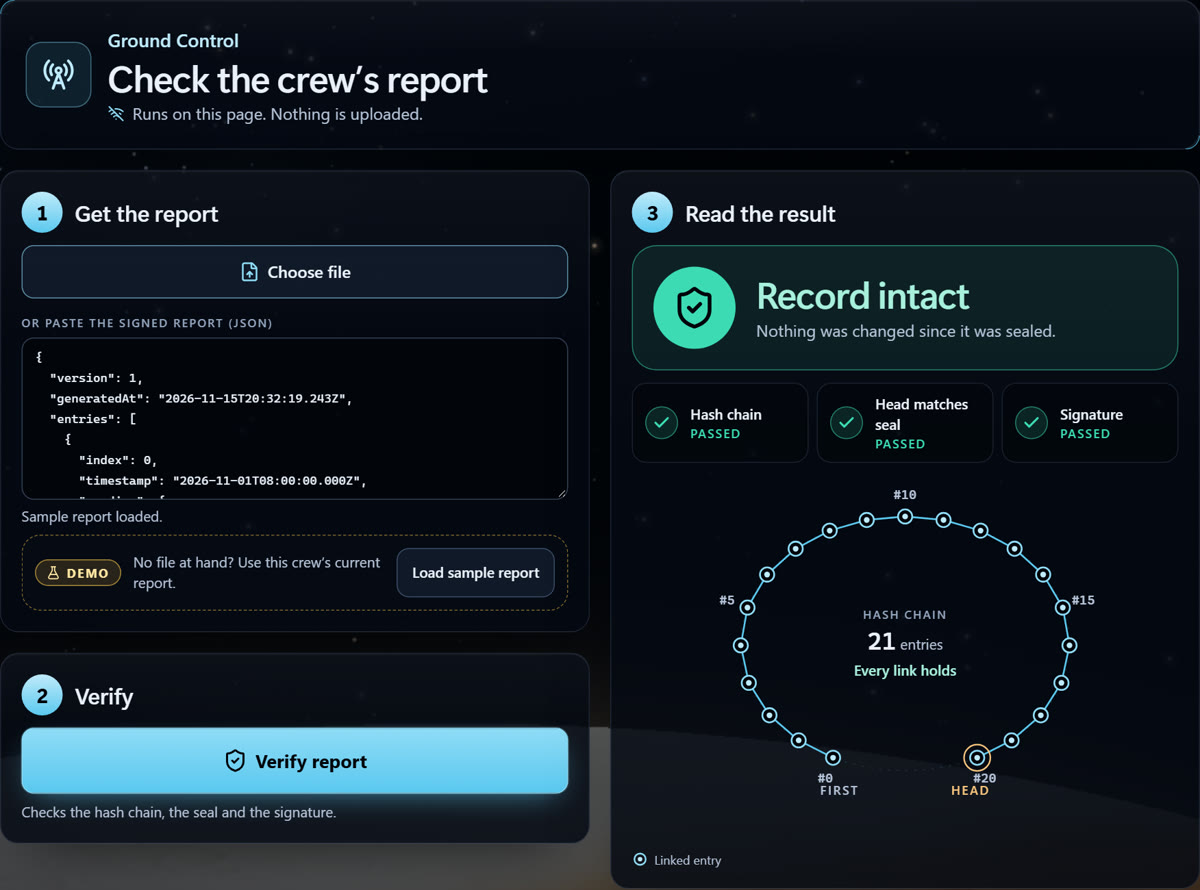 Ground Control
Check the crew’s report
Runs on this page. Nothing is uploaded.
1
Get the report
Choose file
OR PASTE THE SIGNED REPORT (JSON)
{
"version": 1,
"generatedAt": "2026-11-15T20:32:19.243Z",
"entries": [
{
"index": 0,
"timestamp": "2026-11-01T08:00:00.000Z",
Sample report loaded.
DEMO
No file at hand? Use this crew’s current
report.
Load sample report
2
Verify
Verify report
Checks the hash chain, the seal and the signature.
3
Read the result
Record intact
Nothing was changed since it was sealed.
Hash chain
PASSED
Head matches
seal
PASSED
Signature
PASSED
#10
#5
#15
HASH CHAIN
21 entries
Every link holds
#0
FIRST
#20
HEAD
Linked entry